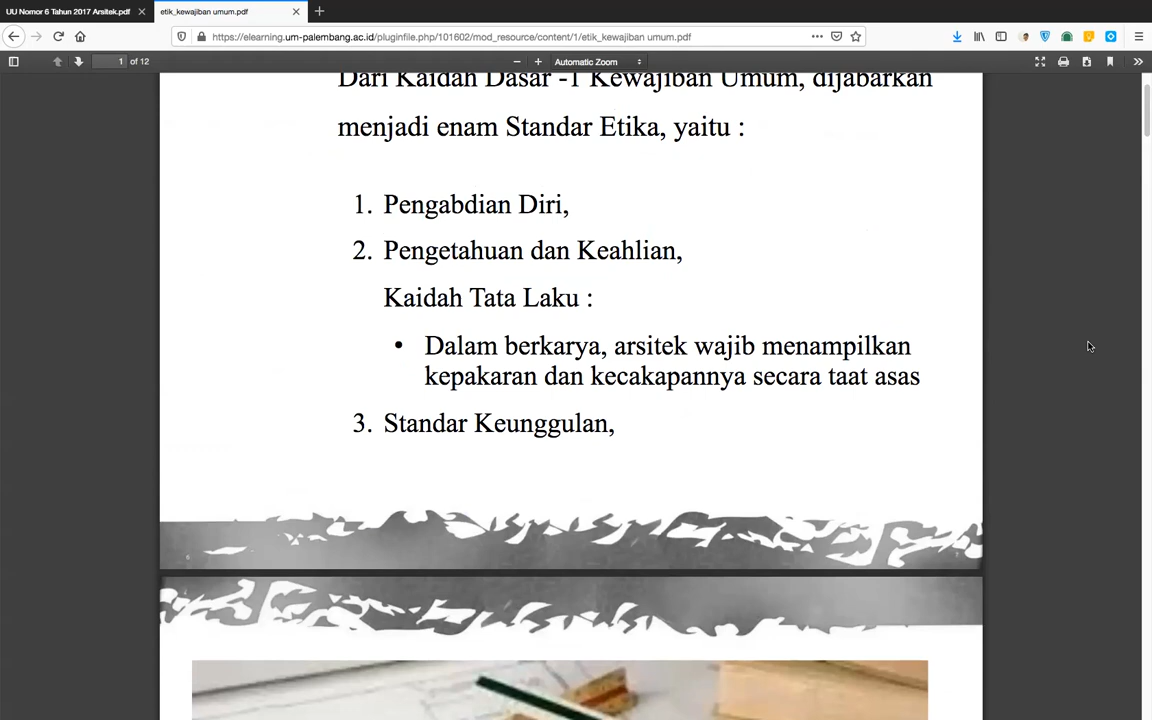 UU Nomor 6 Tahun 2017 Arsitek.pdf
etik_kewajiban umum.pdf
https://elearning.um-palembang.ac.id/pluginfile.php/101602/mod_resource/content/1/etik_kewajiban umum.pdf
1 of 12
Automatic Zoom
Dari Kaidah Dasar -1 Kewajiban Umum, dijabarkan
menjadi enam Standar Etika, yaitu :
1. Pengabdian Diri,
2. Pengetahuan dan Keahlian,
Kaidah Tata Laku :
• Dalam berkarya, arsitek wajib menampilkan
kepakaran dan kecakapannya secara taat asas
3. Standar Keunggulan,